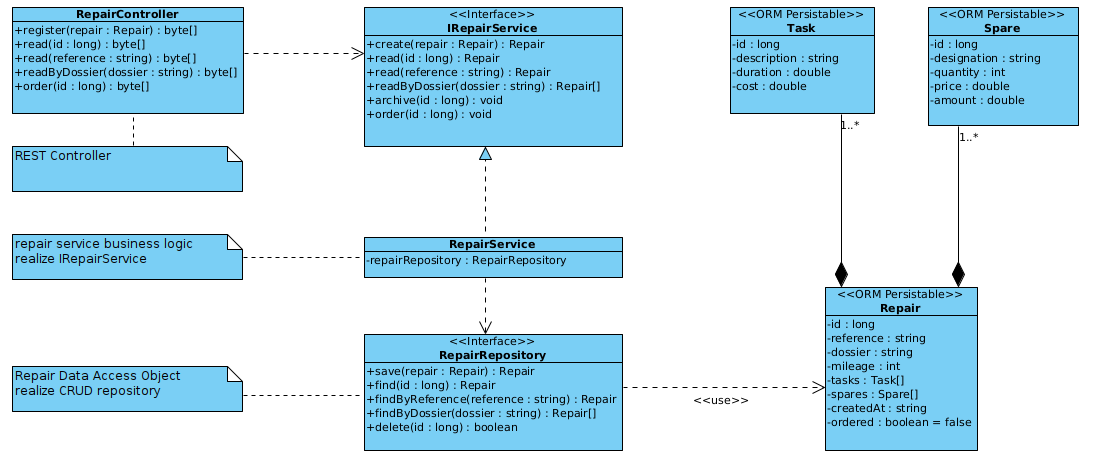 RepairController
+register(repair : Repair) : byte[]
+read(id : long) : byte[]
+read(reference : string) : byte[]
+readByDossier(dossier : string) : byte[]
+order(id : long) : byte[]
REST Controller
<<Interface>>
IRepairService
+create(repair : Repair) : Repair
+read(id : long) : Repair
+read(reference : string) : Repair
+readByDossier(dossier : string) : Repair[]
+archive(id : long) : void
+order(id : long) : void
<<ORM Persistable>>
Task
-id : long
-description : string
-duration : double
-cost : double
1..*
<<ORM Persistable>>
Spare
-id : long
-designation : string
-quantity : int
-price : double
-amount : double
1..*
repair service business logic
realize IRepairService
RepairService
-repairRepository : RepairRepository
Repair Data Access Object
realize CRUD repository
<<Interface>>
RepairRepository
+save(repair : Repair) : Repair
+find(id : long) : Repair
+findByReference(reference : string) : Repair
+findByDossier(dossier : string) : Repair[]
+delete(id : long) : boolean
<<use>>
<<ORM Persistable>>
Repair
-id : long
-reference : string
-dossier : string
-mileage : int
-tasks : Task[]
-spares : Spare[]
-createdAt : string
-ordered : boolean = false